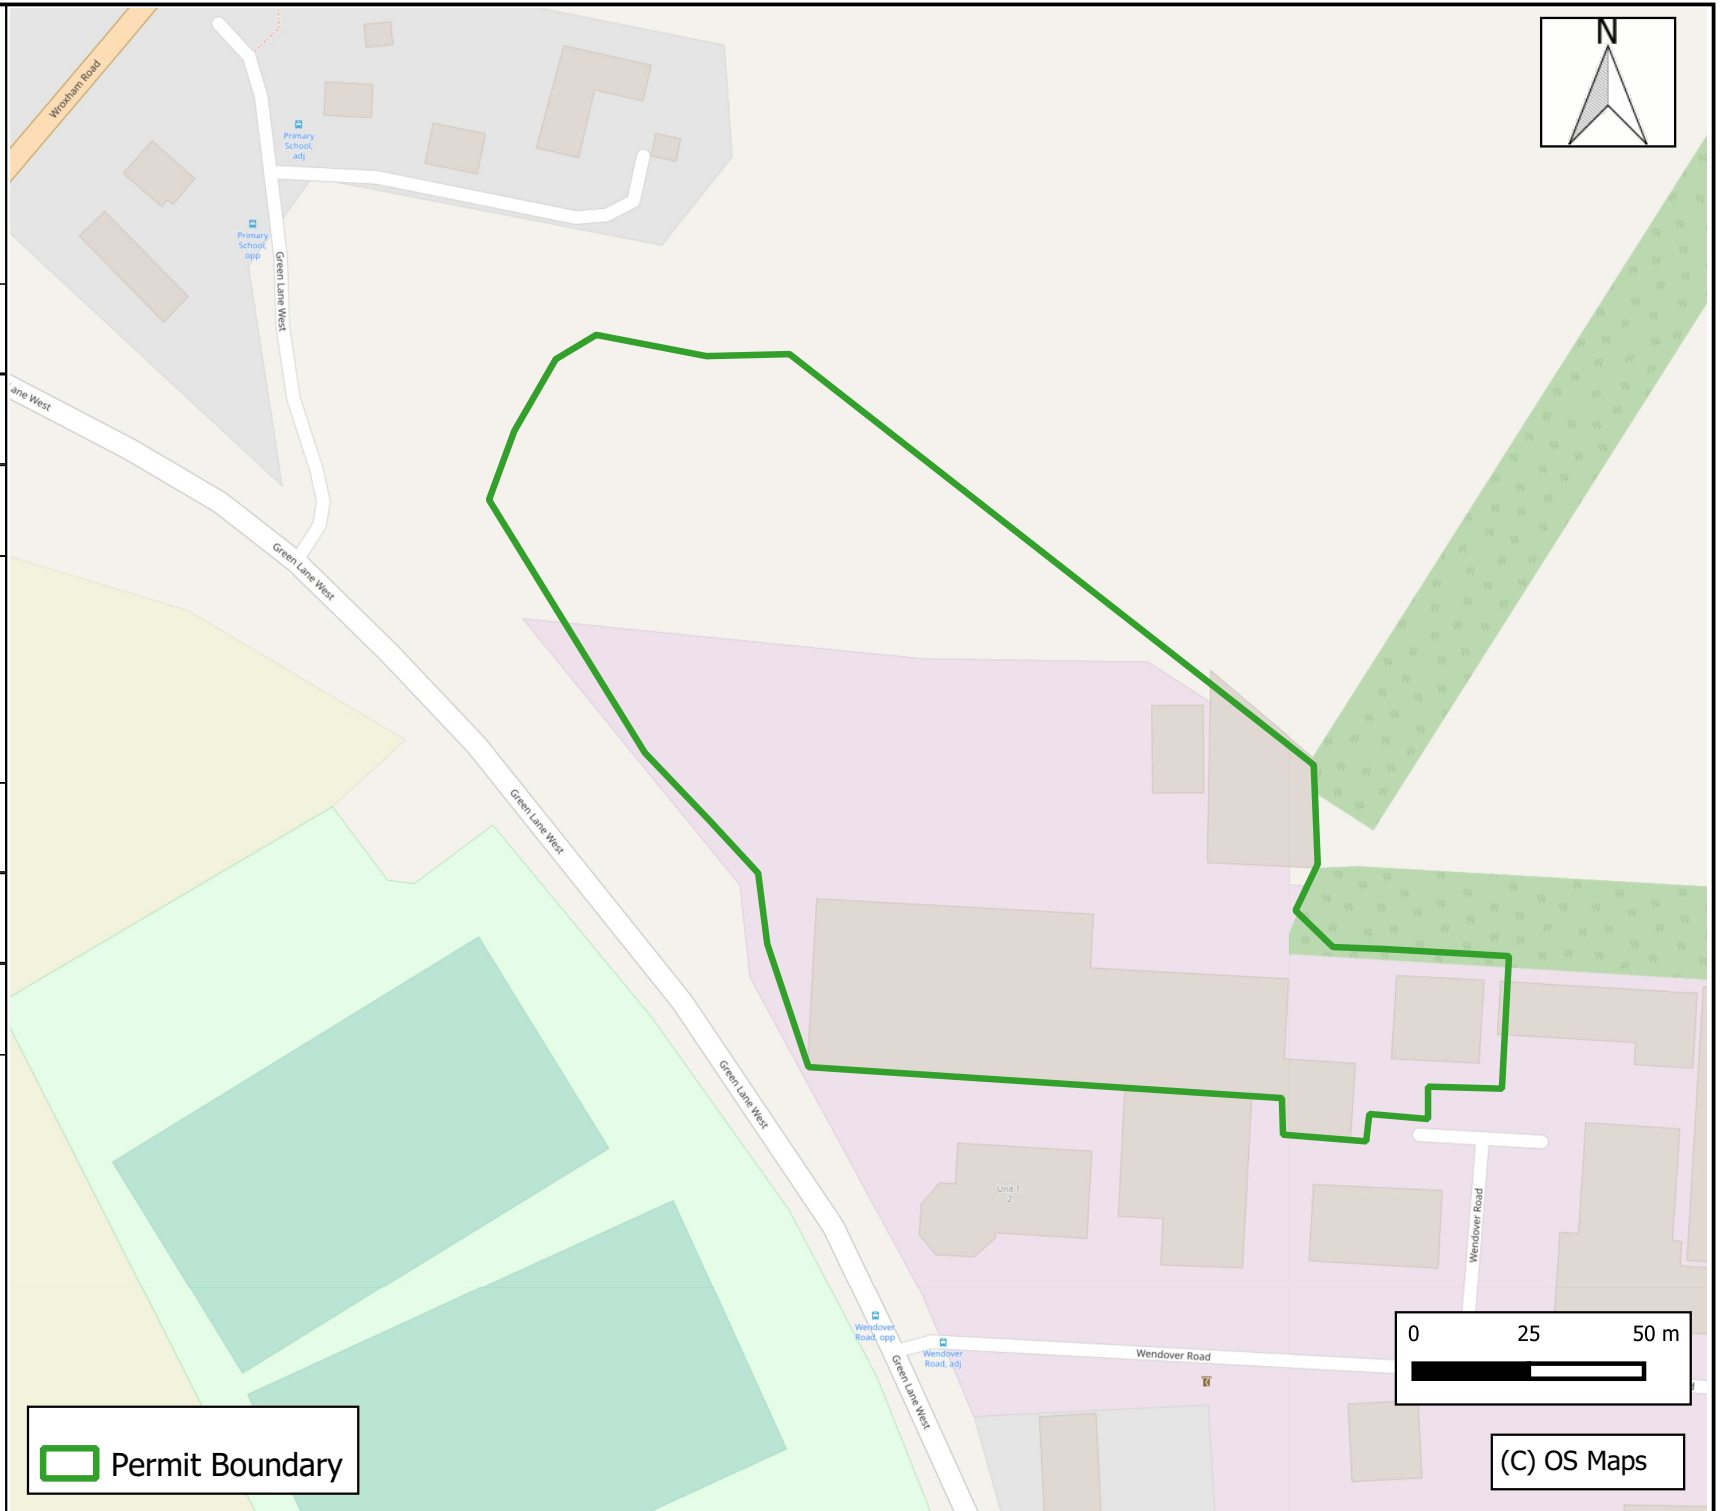 N
Wroxham Road
Primary
School,
adj
Primary
School,
opp
Green Lane West
ane West
Green Lane West
Green Lane West
Green Lane West
Unit 1
2
Wendover Road
Wendover
Road, opp
Wendover
Road, adj
Wendover Road
Green Lane West
0 25 50 m
d
Permit Boundary
(C) OS Maps